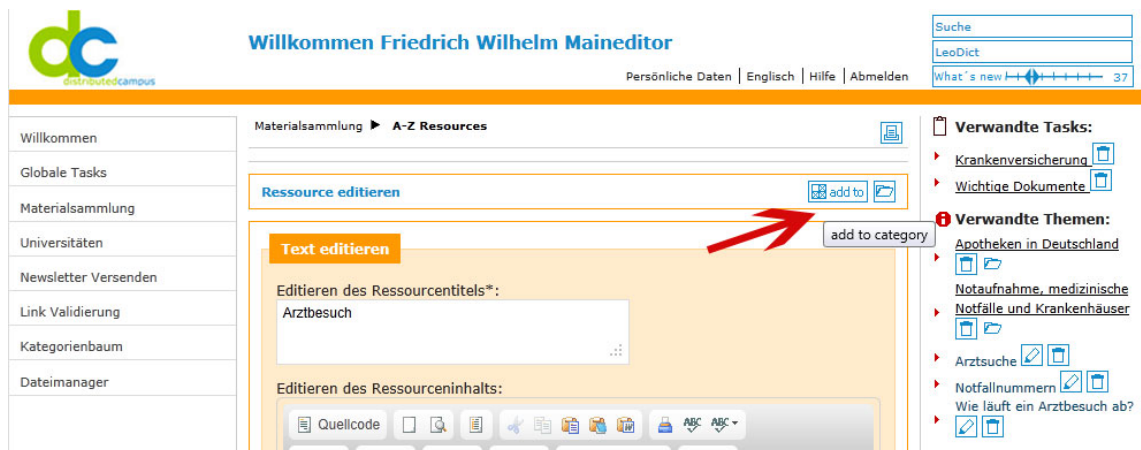 dc
distributedcampus
Willkommen Friedrich Wilhelm Maineditor
Persönliche Daten | Englisch | Hilfe | Abmelden
Suche
LeoDict
What´s new 37
Willkommen
Globale Tasks
Materialsammlung
Universitäten
Newsletter Versenden
Link Validierung
Kategorienbaum
Dateimanager
Materialsammlung ▶ A-Z Resources
Ressource editieren
add to
add to category
Text editieren
Editieren des Ressourcentitels*:
Arztbesuch
Editieren des Ressourceninhalts:
Quellcode
ABC ABC
Verwandte Tasks:
Krankenversicherung
Wichtige Dokumente
Verwandte Themen:
Apotheken in Deutschland
Notaufnahme, medizinische
Notfälle und Krankenhäuser
Arztsuche
Notfallnummern
Wie läuft ein Arztbesuch ab?